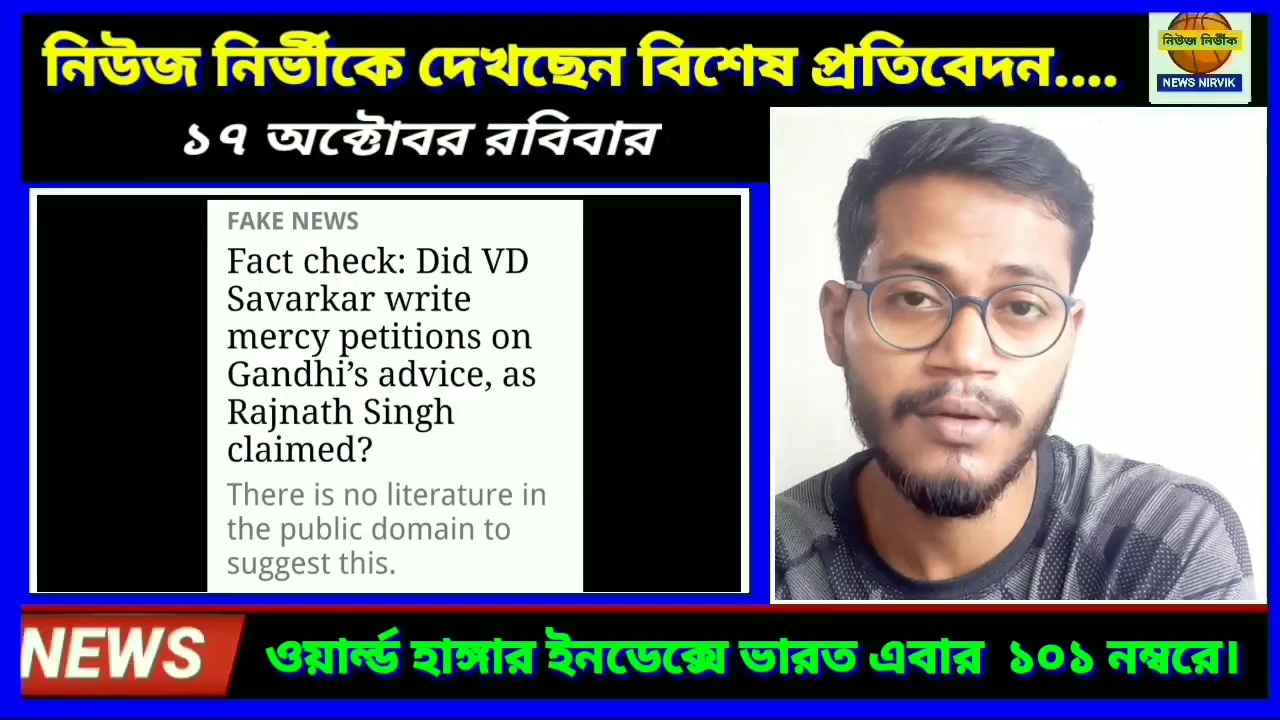 নিউজ নির্ভীকে দেখছেন বিশেষ প্রতিবেদন....
নিউজ নির্ভীক
NEWS NIRVIK
১৭ অক্টোবর রবিবার
FAKE NEWS
Fact check: Did VD
Savarkar write
mercy petitions on
Gandhi’s advice, as
Rajnath Singh
claimed?
There is no literature in
the public domain to
suggest this.
NEWS
ওয়ার্ল্ড হাঙ্গার ইনডেক্সে ভারত এবার ১০১ নম্বরে।